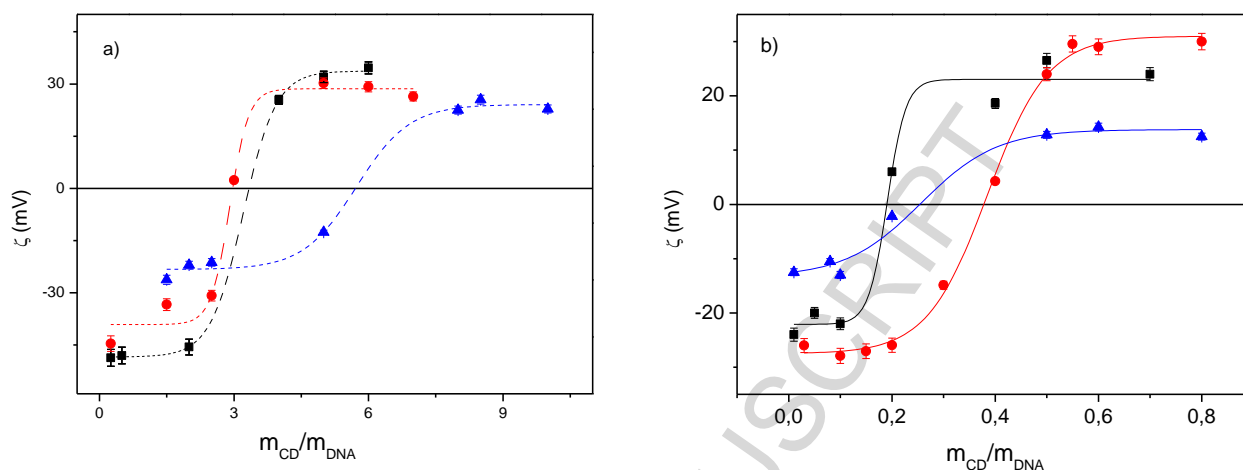 a)
30
0
-30
ζ (mV)
0
3
6
9
m_CD/m_DNA
b)
20
0
-20
ζ (mV)
0,0
0,2
0,4
0,6
0,8
m_CD/m_DNA
USCRIPT